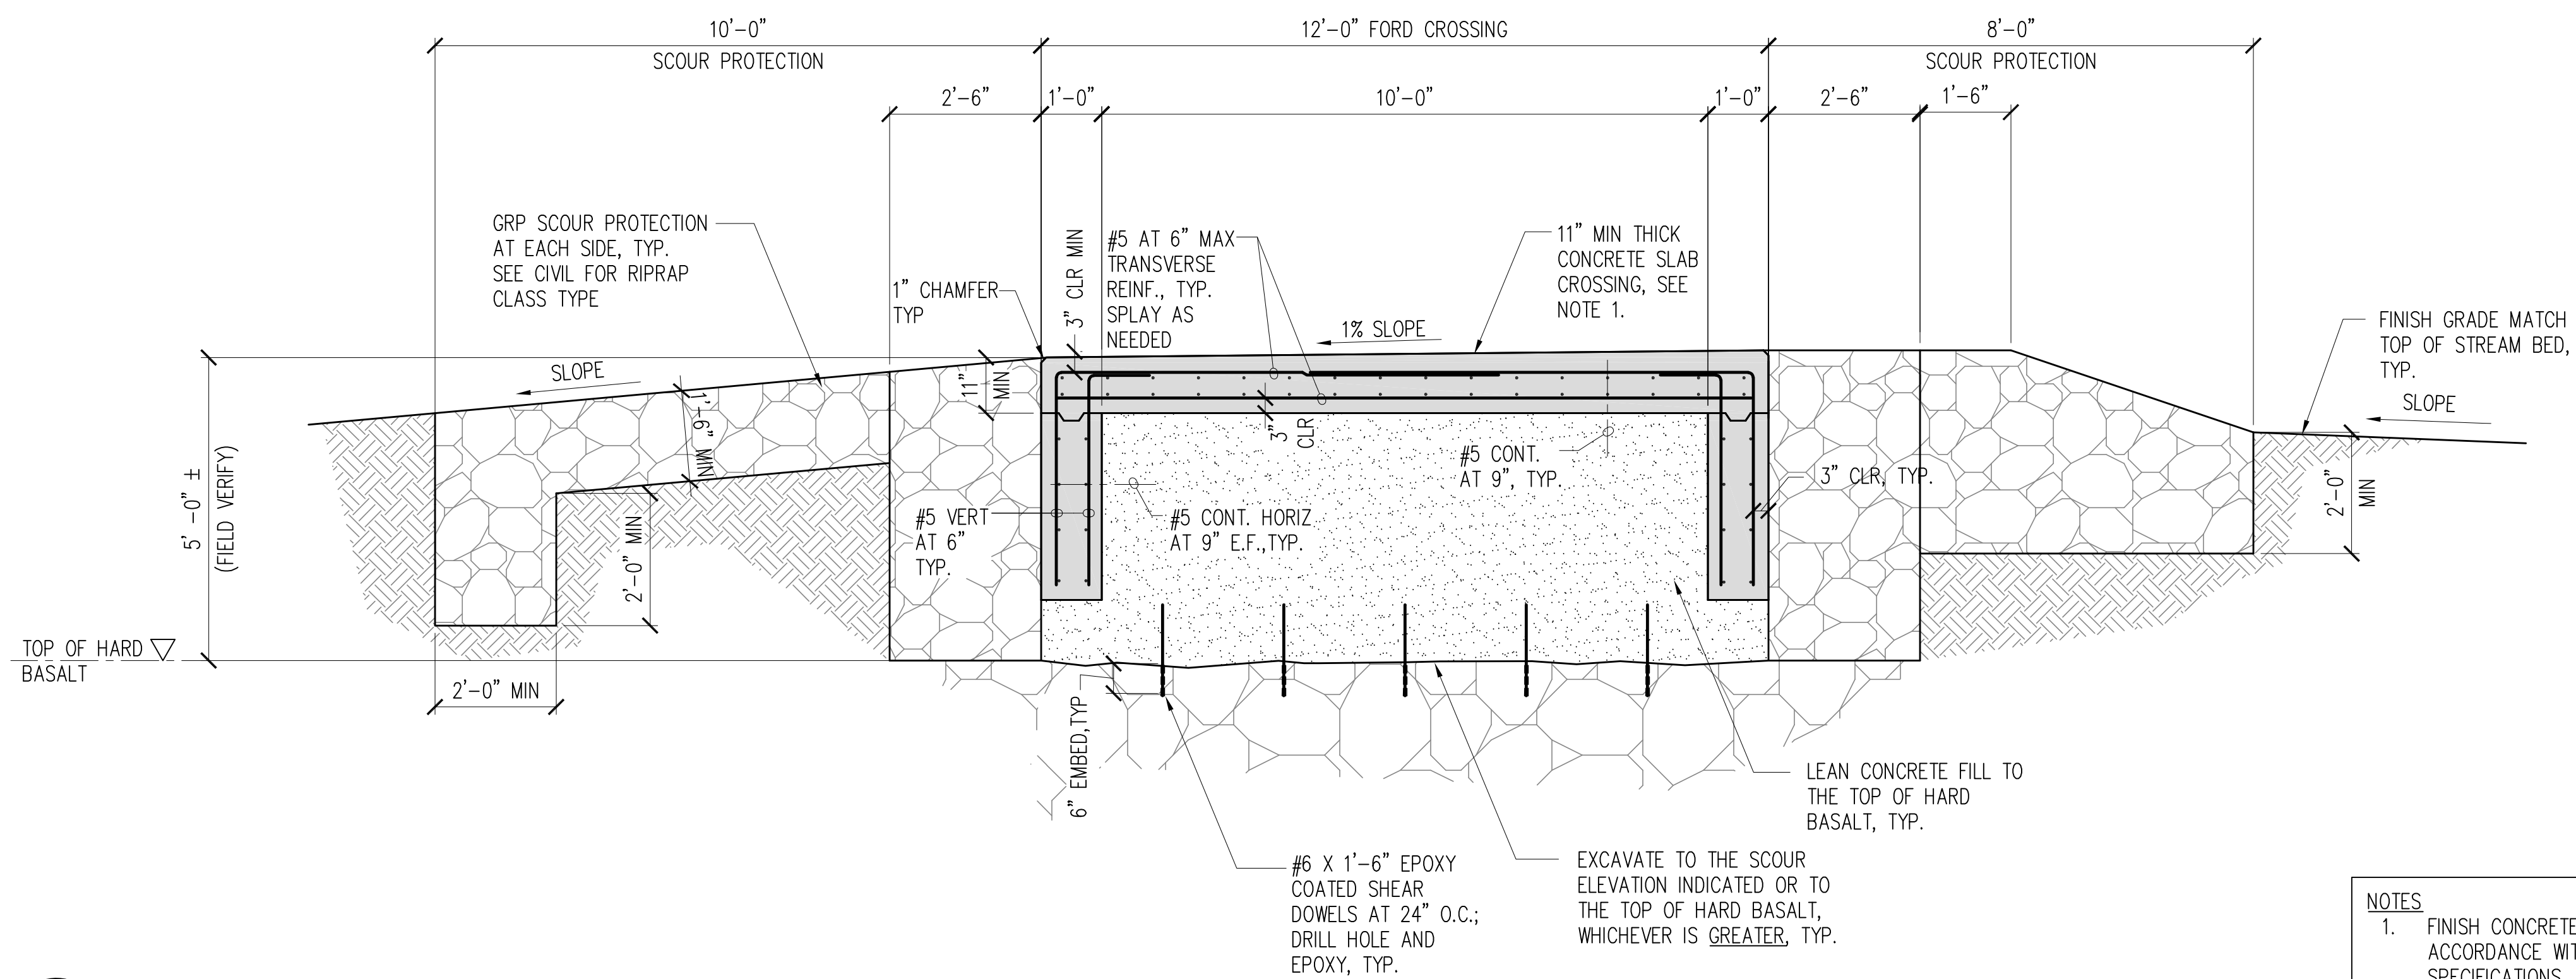 10'-0"
SCOUR PROTECTION
12'-0" FORD CROSSING
8'-0"
SCOUR PROTECTION
2'-6"
1'-0"
10'-0"
1'-0"
2'-6"
1'-6"
GRP SCOUR PROTECTION
AT EACH SIDE, TYP.
SEE CIVIL FOR RIPRAP
CLASS TYPE
1" CHAMFER
TYP
3" CLR MIN
#5 AT 6" MAX
TRANSVERSE
REINF., TYP.
SPLAY AS
NEEDED
1% SLOPE
11" MIN THICK
CONCRETE SLAB
CROSSING, SEE
NOTE 1.
FINISH GRADE MATCH
TOP OF STREAM BED,
TYP.
SLOPE
SLOPE
11"
MIN
1'-6" MIN
3"
CLR
5' -0" ±
(FIELD VERIFY)
#5 CONT.
AT 9", TYP.
3" CLR, TYP.
2'-0"
MIN
#5 VERT
AT 6"
TYP.
#5 CONT. HORIZ
AT 9" E.F.,TYP.
2'-0" MIN
TOP OF HARD
BASALT
2'-0" MIN
6" EMBED,TYP
LEAN CONCRETE FILL TO
THE TOP OF HARD
BASALT, TYP.
#6 X 1'-6" EPOXY
COATED SHEAR
DOWELS AT 24" O.C.;
DRILL HOLE AND
EPOXY, TYP.
EXCAVATE TO THE SCOUR
ELEVATION INDICATED OR TO
THE TOP OF HARD BASALT,
WHICHEVER IS GREATER, TYP.
NOTES
1. FINISH CONCRETE
ACCORDANCE WIT
SPECIFICATIONS